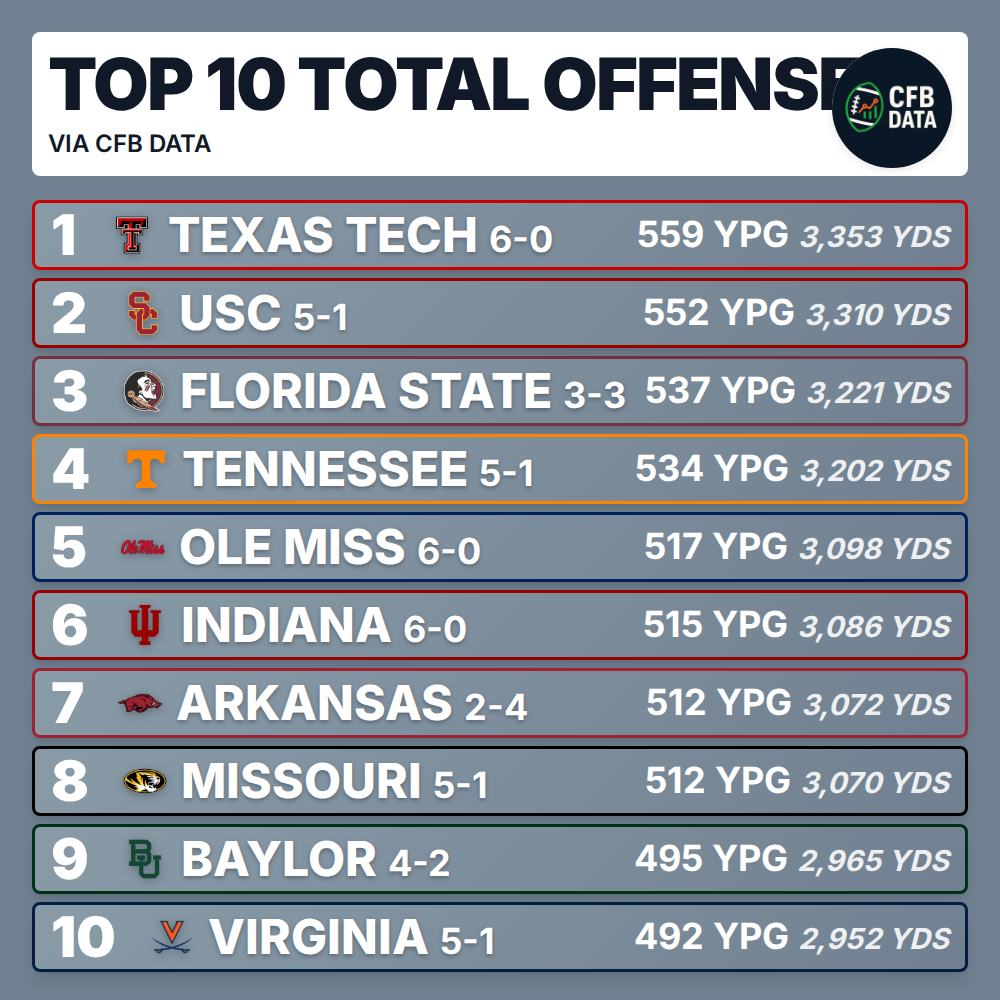 TOP 10 TOTAL OFFENSE
CFB
DATA
VIA CFB DATA
1 TEXAS TECH 6-0 559 YPG 3,353 YDS
2 USC 5-1 552 YPG 3,310 YDS
3 FLORIDA STATE 3-3 537 YPG 3,221 YDS
4 T TENNESSEE 5-1 534 YPG 3,202 YDS
5 Ole Miss OLE MISS 6-0 517 YPG 3,098 YDS
6 INDIANA 6-0 515 YPG 3,086 YDS
7 ARKANSAS 2-4 512 YPG 3,072 YDS
8 MISSOURI 5-1 512 YPG 3,070 YDS
9 BU BAYLOR 4-2 495 YPG 2,965 YDS
10 V VIRGINIA 5-1 492 YPG 2,952 YDS